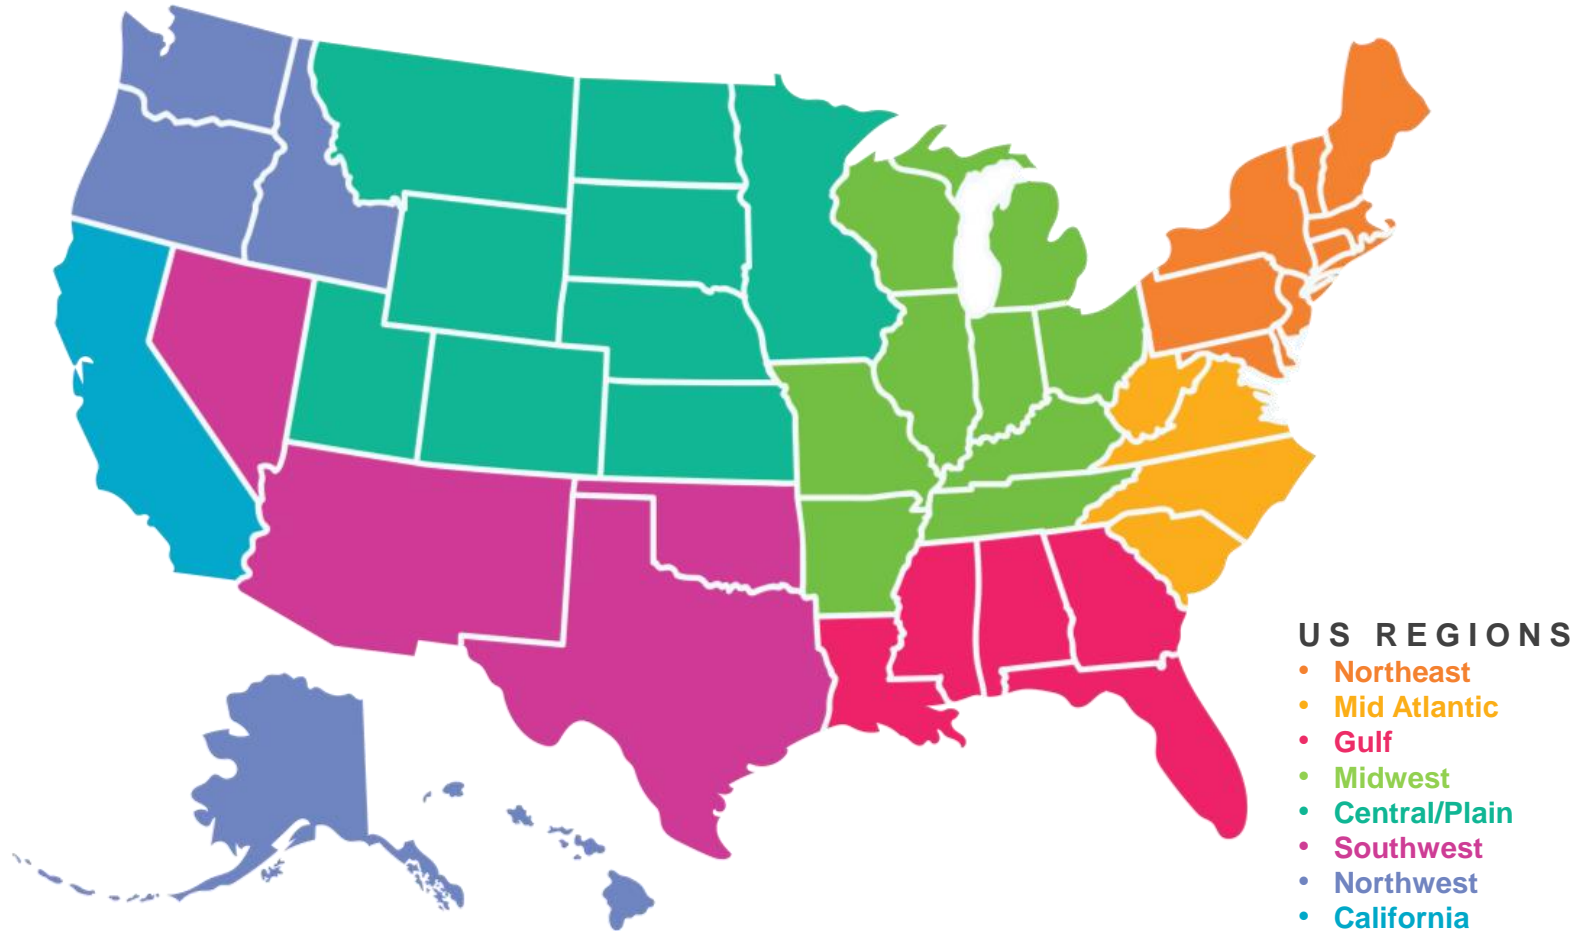 US REGIONS
• Northeast
• Mid Atlantic
• Gulf
• Midwest
• Central/Plain
• Southwest
• Northwest
• California